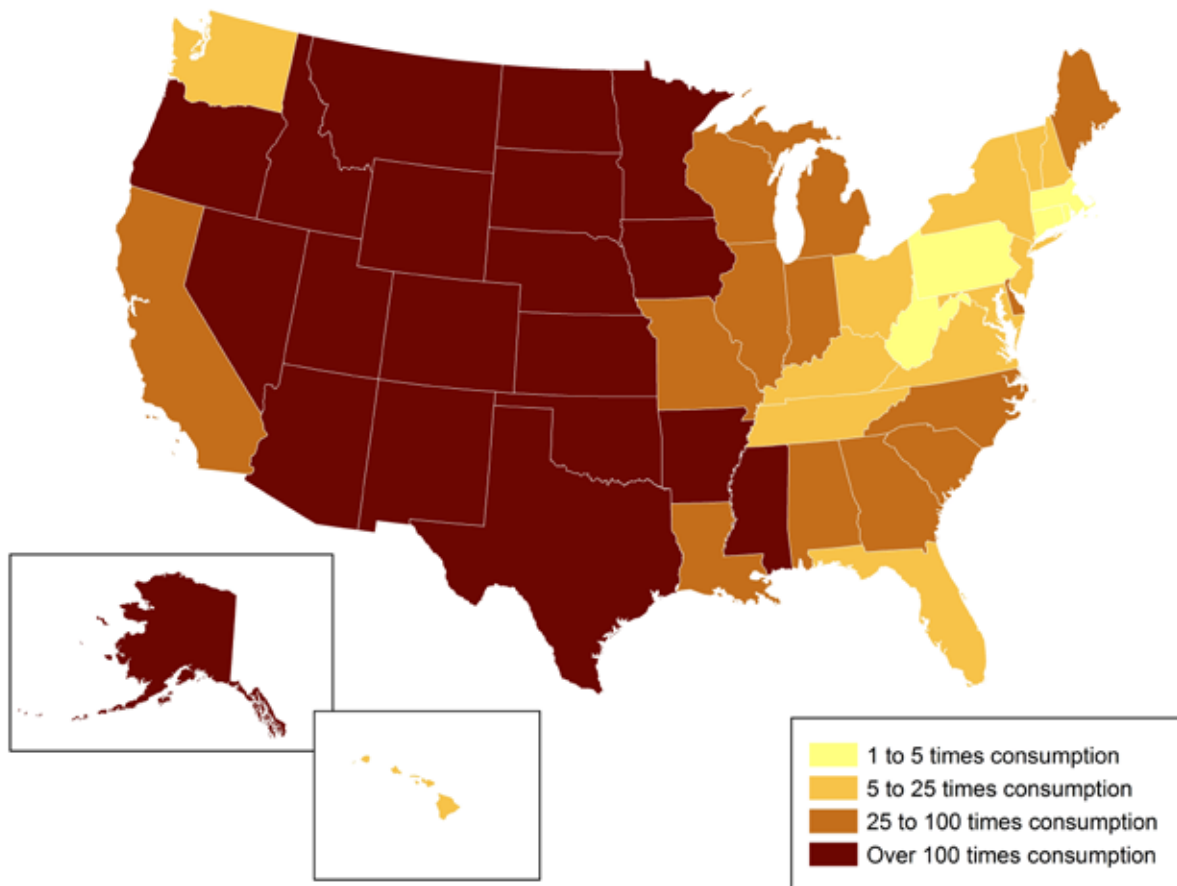 1 to 5 times consumption
5 to 25 times consumption
25 to 100 times consumption
Over 100 times consumption